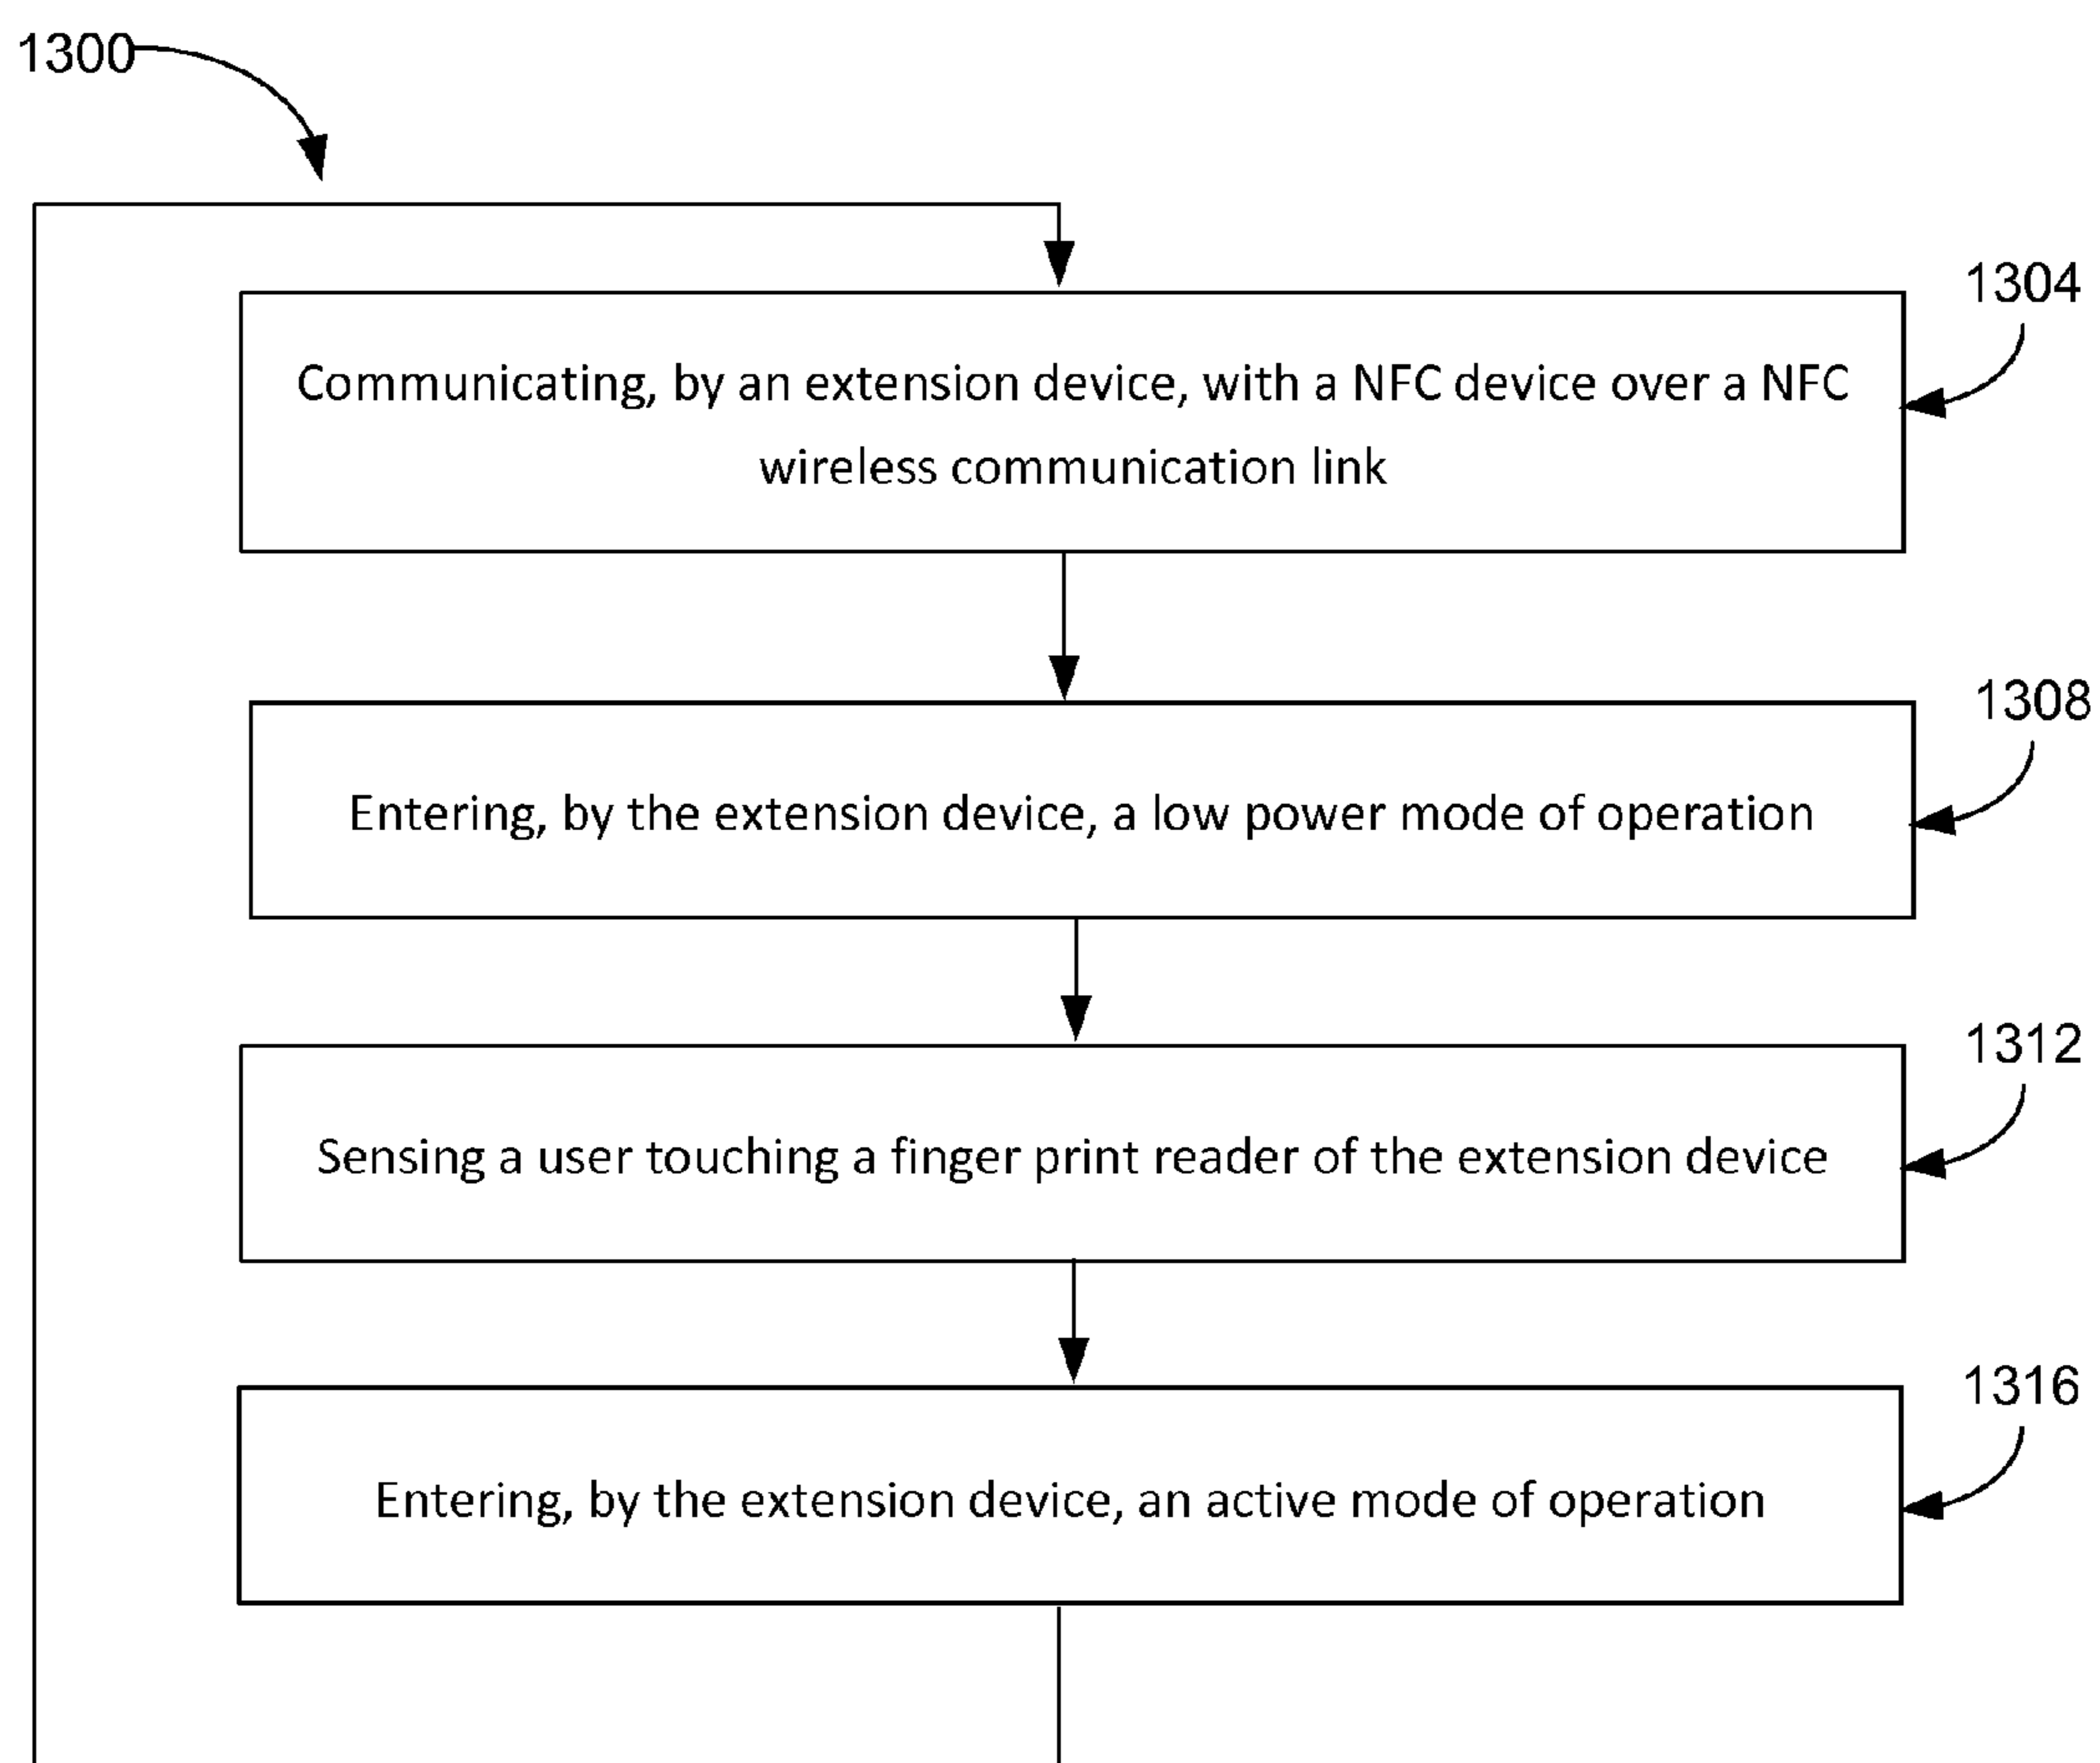 1300
1304
Communicating, by an extension device, with a NFC device over a NFC
wireless communication link
1308
Entering, by the extension device, a low power mode of operation
1312
Sensing a user touching a finger print reader of the extension device
1316
Entering, by the extension device, an active mode of operation